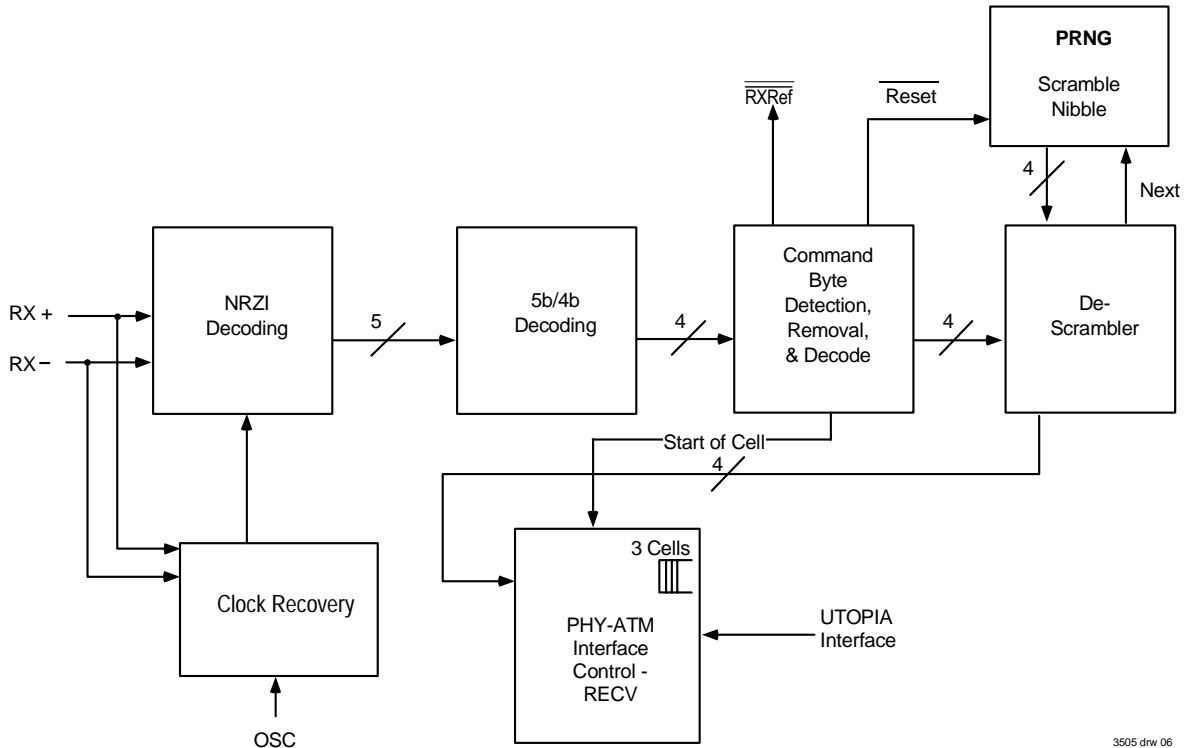 PRNG
Scramble
Nibble
RXRef
Reset
4
Next
RX +
RX –
NRZI
Decoding
5
5b/4b
Decoding
4
Command
Byte
Detection,
Removal,
& Decode
4
De-
Scrambler
Start of Cell
4
Clock Recovery
OSC
3 Cells
PHY-ATM
Interface
Control -
RECV
UTOPIA
Interface
3505 drw 06